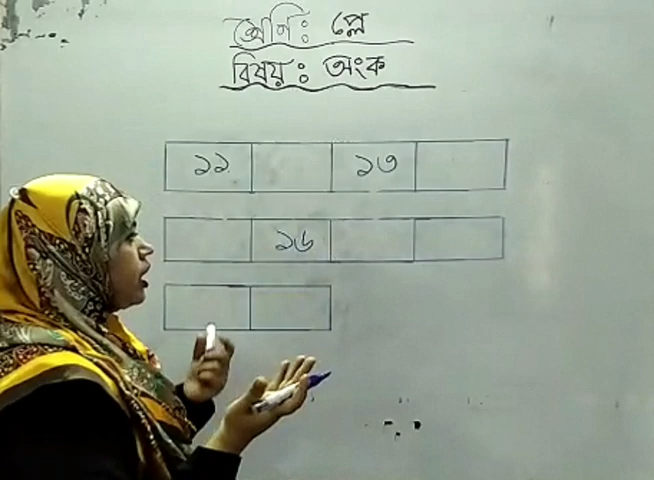 শ্রেণি : প্লে
বিষয় : অংক
১১ ১৩
১৬